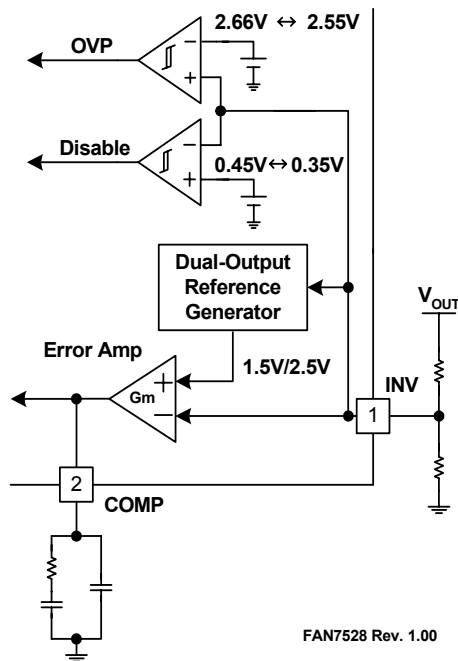 2.66V ↔ 2.55V
OVP
−
+
Disable
−
+
0.45V↔0.35V
Dual-Output
Reference
Generator
V_OUT
Error Amp
1.5V/2.5V
INV
Gm
+
−
1
2
COMP
FAN7528 Rev. 1.00